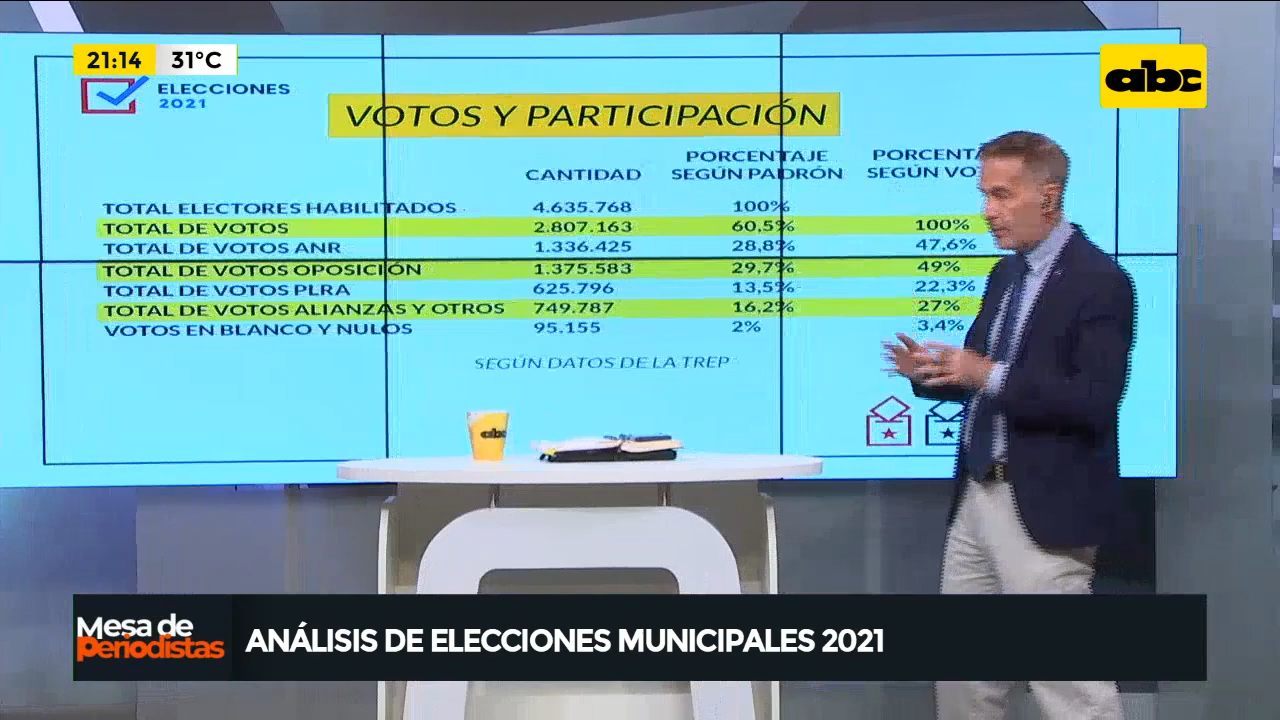 21:14 31°C
abc
ELECCIONES
2021
VOTOS Y PARTICIPACIÓN
CANTIDAD PORCENTAJE SEGÚN PADRÓN
TOTAL ELECTORES HABILITADOS 4.635.768 100%
TOTAL DE VOTOS 2.807.163 60,5% 100%
TOTAL DE VOTOS ANR 1.336.425 28,8% 47,6%
TOTAL DE VOTOS OPOSICIÓN 1.375.583 29,7% 49%
TOTAL DE VOTOS PLRA 625.796 13,5% 22,3%
TOTAL DE VOTOS ALIANZAS Y OTROS 749.787 16,2% 27%
VOTOS EN BLANCO Y NULOS 95.155 2% 3,4%
SEGÚN DATOS DE LA TREP
abc
Mesa de
Periodistas
ANÁLISIS DE ELECCIONES MUNICIPALES 2021